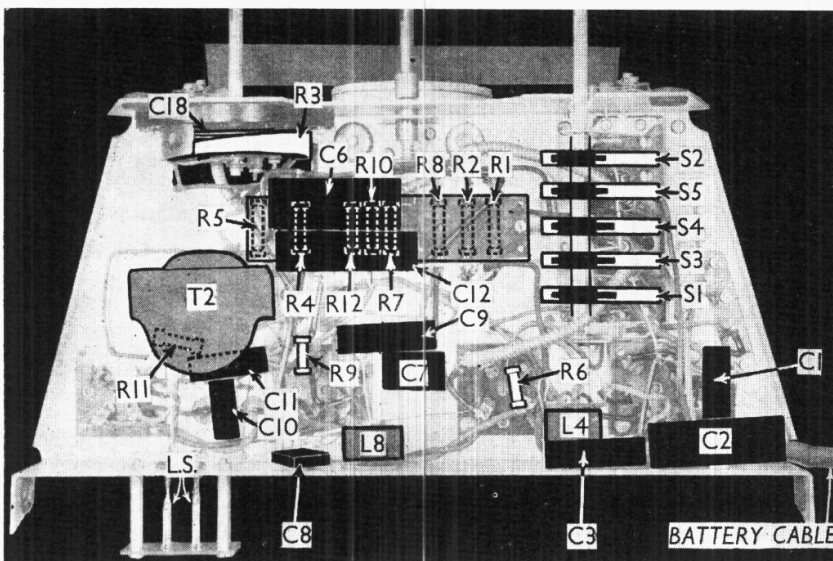 C18
R3
C6
R10
R8
R2
R1
S2
S5
S4
S3
S1
R5
T2
R4
R12
R7
C12
C9
R11
R9
C7
R6
C1
C11
C10
L8
L4
C2
L.S.
C8
C3
BATTERY CABLE